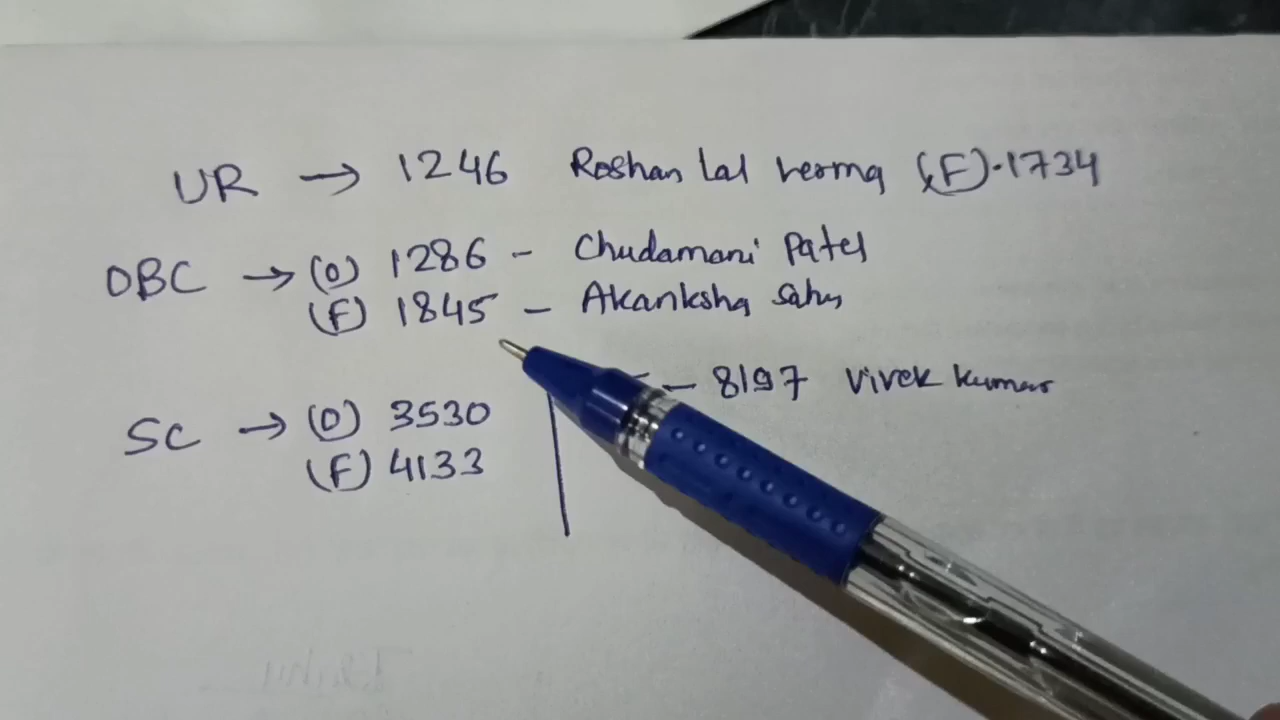 UR → 1246 Roshan Lal verma (F).1734
OBC → (O) 1286 - Chudamani Patel
(F) 1845 - Akanksha Sahu
- 8197 Vivek Kumar
SC → (O) 3530
(F) 4133